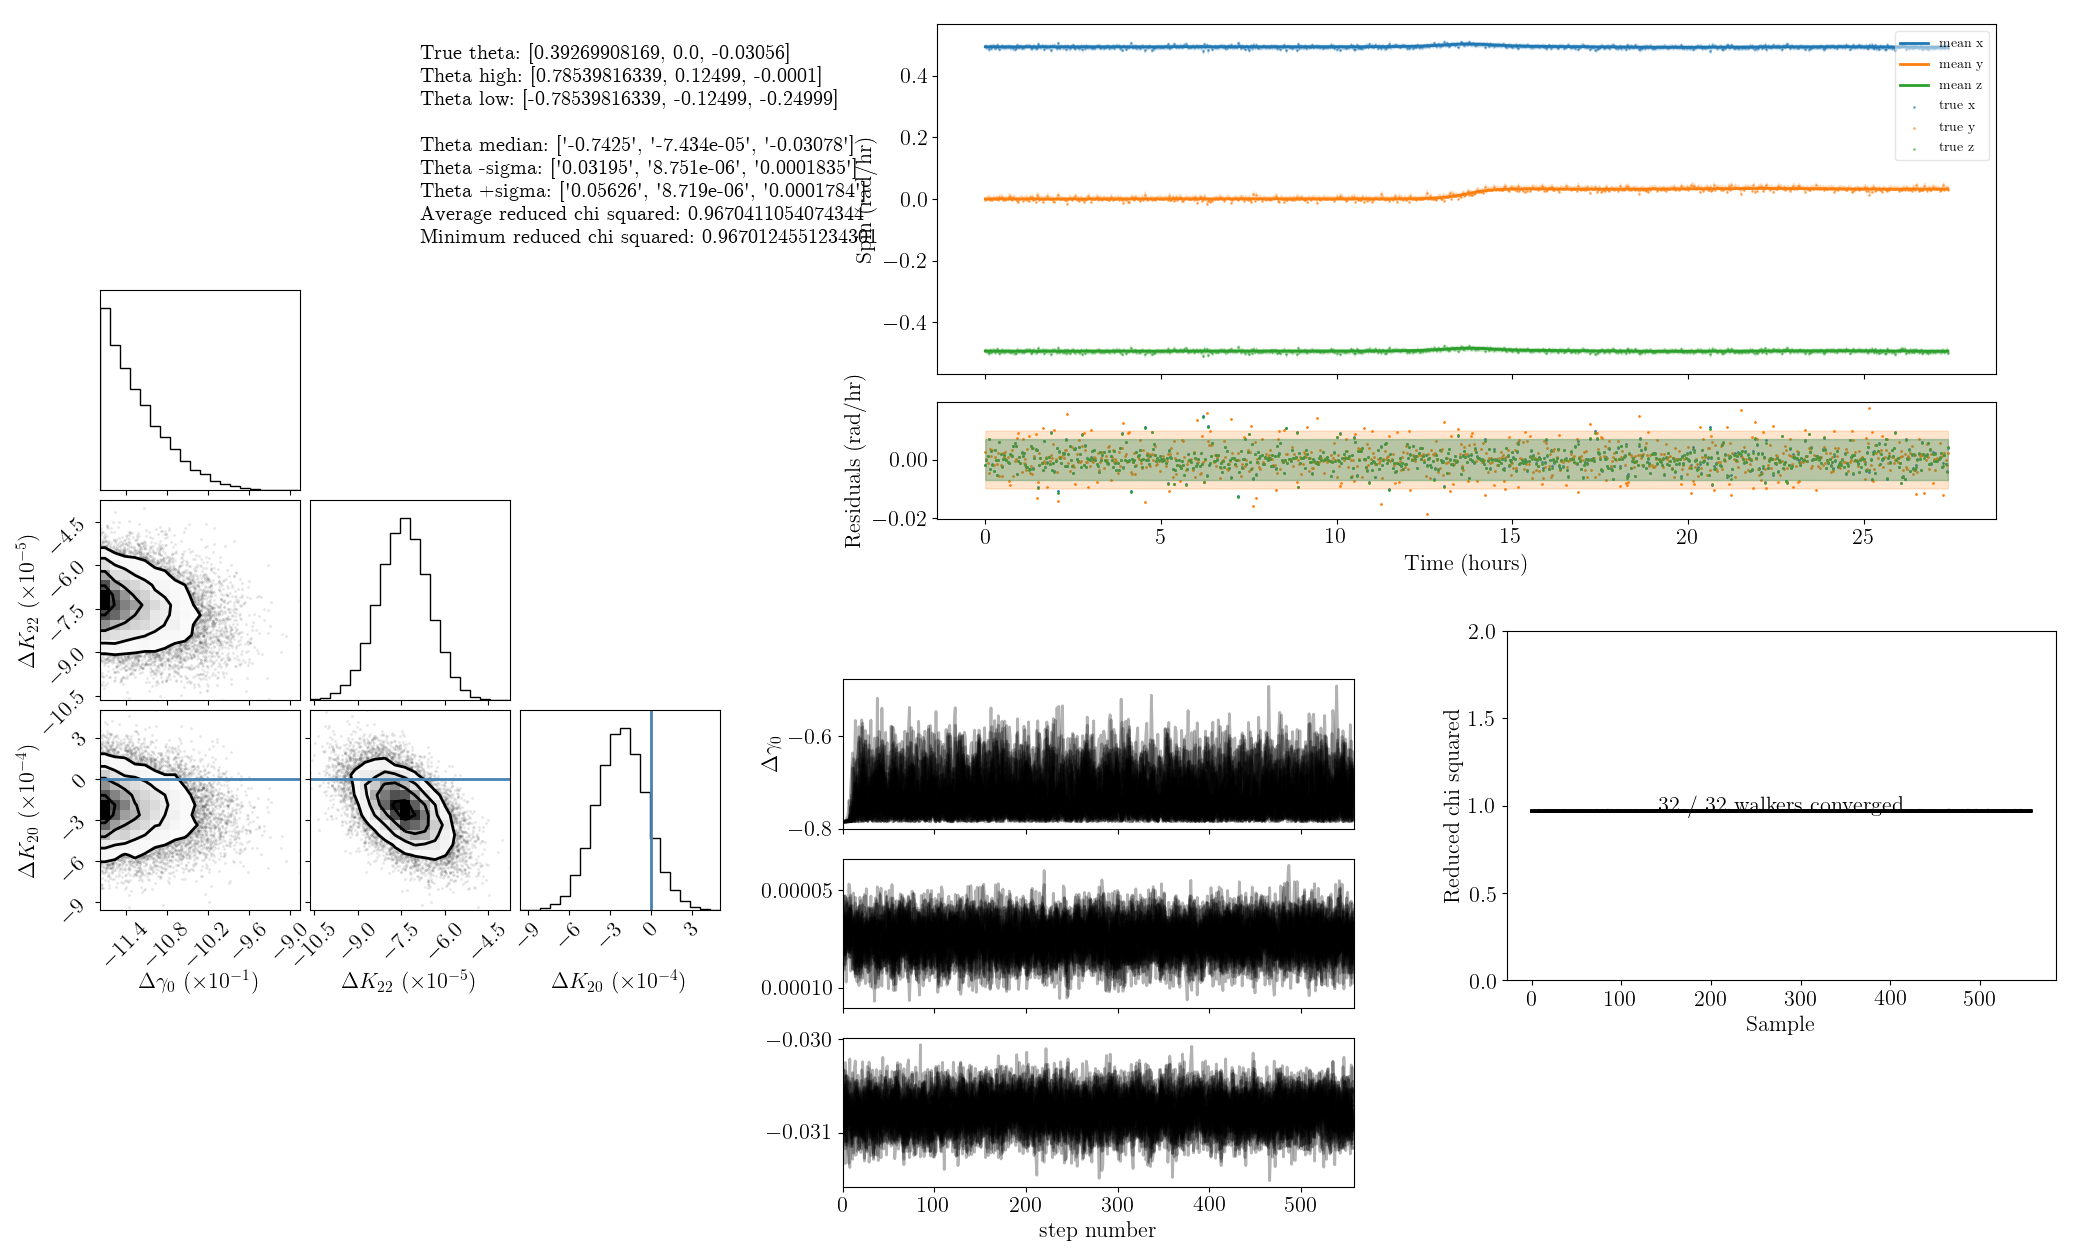 True theta: [0.39269908169, 0.0, -0.03056]
Theta high: [0.78539816339, 0.12499, -0.0001]
Theta low: [-0.78539816339, -0.12499, -0.24999]
Theta median: ['-0.7425', '-7.434e-05', '-0.03078']
Theta -sigma: ['0.03195', '8.751e-06', '0.0001835']
Theta +sigma: ['0.05626', '8.719e-06', '0.0001784']
Average reduced chi squared: 0.9670411054074344
Minimum reduced chi squared: 0.9670124551234301
Spin (rad/hr)
0.4
0.2
0.0
−0.2
−0.4
mean x
mean y
mean z
true x
true y
true z
Residuals (rad/hr)
0.00
−0.02
0 5 10 15 20 25
Time (hours)
ΔK₂₂ (×10⁻⁵)
−4.5
−6.0
−7.5
−9.0
−10.5
ΔK₂₀ (×10⁻⁴)
3
0
−3
−6
−9
−11.4 −10.8 −10.2 −9.6 −9.0
Δγ₀ (×10⁻¹)
−10.5 −9.0 −7.5 −6.0 −4.5
ΔK₂₂ (×10⁻⁵)
−9 −6 −3 0 3
ΔK₂₀ (×10⁻⁴)
Δγ₀
−0.6
−0.8
0.00005
0.00010
−0.030
−0.031
0 100 200 300 400 500
step number
Reduced chi squared
2.0
1.5
1.0
0.5
0.0
32 / 32 walkers converged
0 100 200 300 400 500
Sample